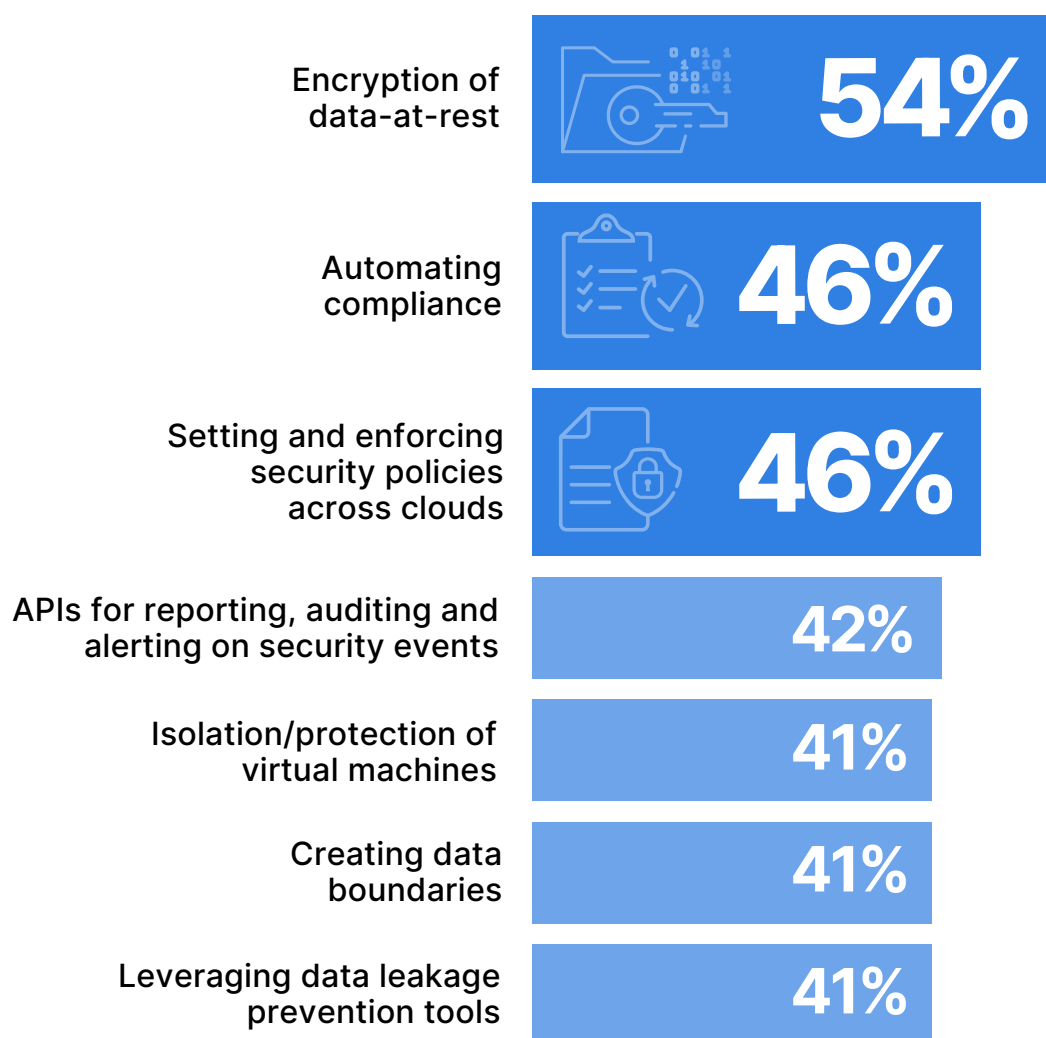 Encryption of
data-at-rest
54%
Automating
compliance
46%
Setting and enforcing
security policies
across clouds
46%
APIs for reporting, auditing and
alerting on security events
42%
Isolation/protection of
virtual machines
41%
Creating data
boundaries
41%
Leveraging data leakage
prevention tools
41%